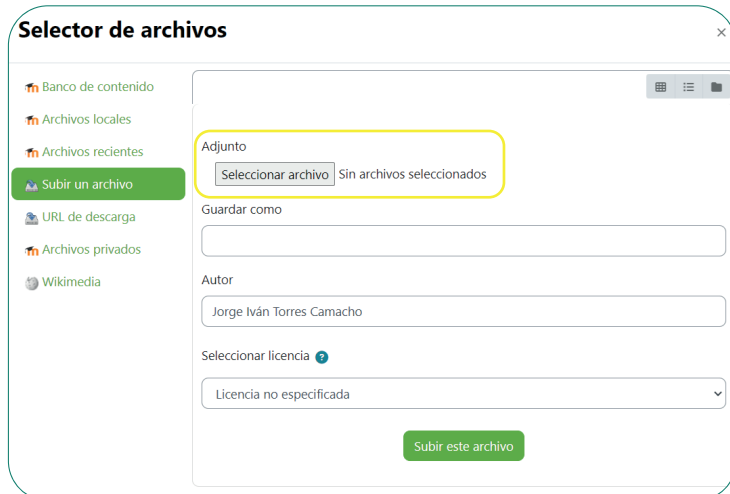 Selector de archivos
×
Banco de contenido
Archivos locales
Archivos recientes
Subir un archivo
URL de descarga
Archivos privados
Wikimedia
Adjunto
Seleccionar archivo Sin archivos seleccionados
Guardar como
Autor
Jorge Iván Torres Camacho
Seleccionar licencia ?
Licencia no especificada
Subir este archivo